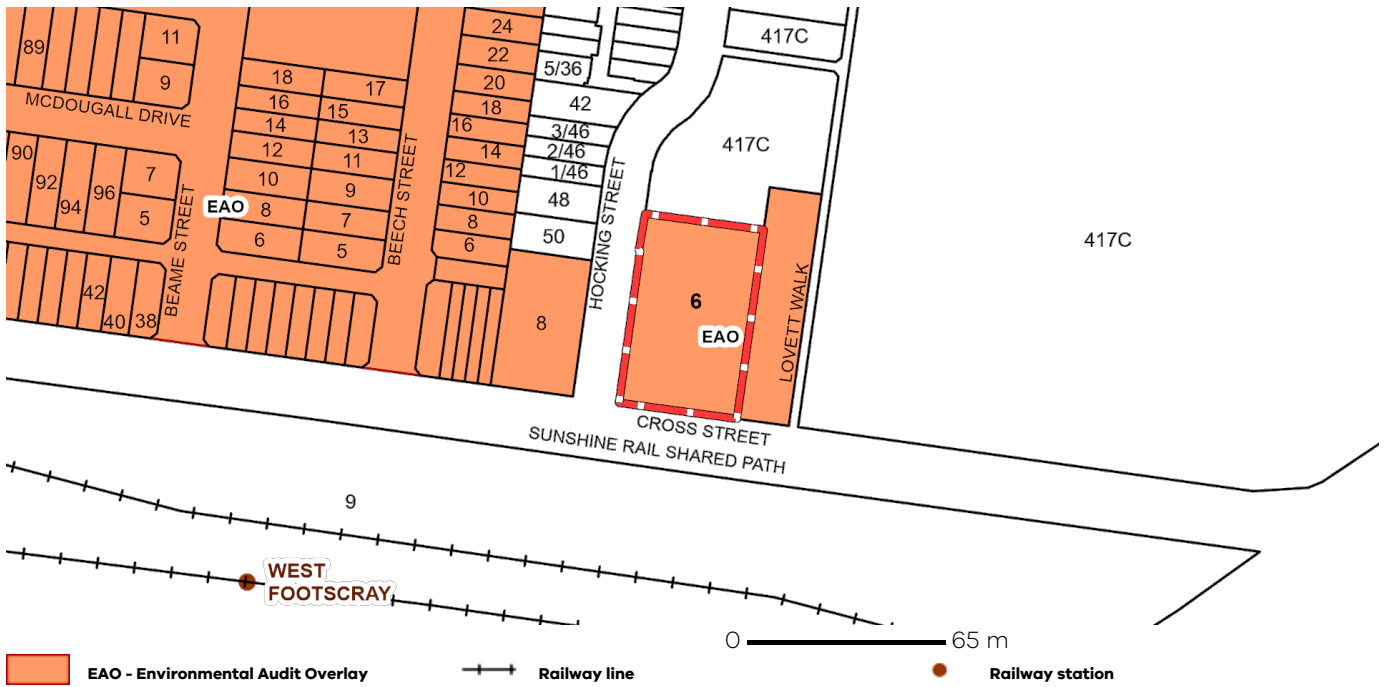 24
11
417C
89
22
5/36
18
17
9
20
16
42
15
18
MCDOUGALL DRIVE
14
16
3/46
13
90
12
14
2/46
417C
11
7
12
1/46
92
96
10
9
BEECH STREET
10
48
94
5
EAO
8
7
8
50
HOCKING STREET
417C
6
5
6
BEAME STREET
42
40
38
8
6
EAO
LOVETT WALK
CROSS STREET
SUNSHINE RAIL SHARED PATH
9
WEST
FOOTSCRAY
0 65 m
EAO - Environmental Audit Overlay
Railway line
Railway station